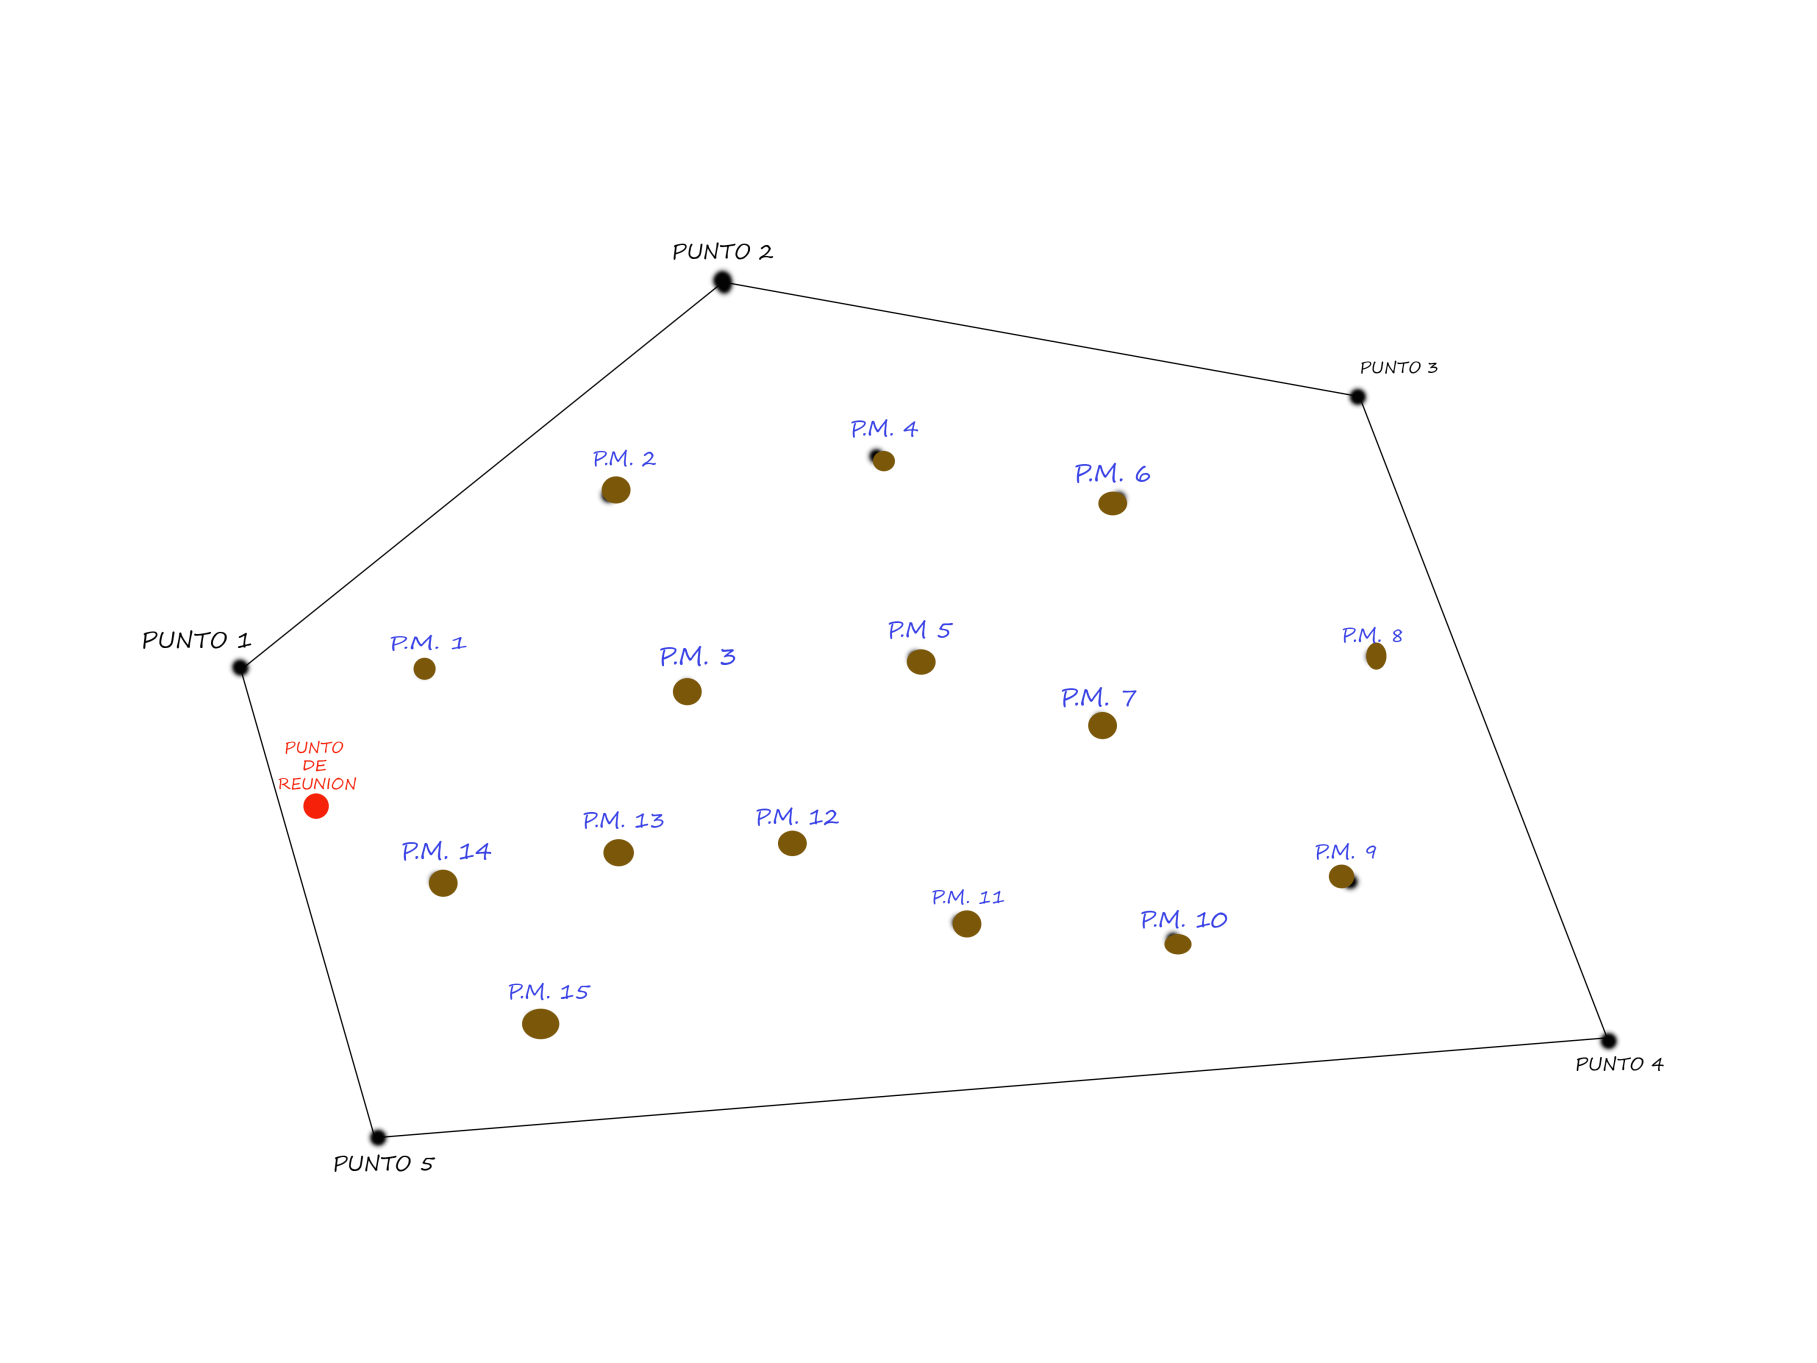 PUNTO 2
PUNTO 3
P.M. 4
P.M. 2
P.M. 6
P.M 5
P.M. 8
PUNTO 1
P.M. 1
P.M. 3
P.M. 7
PUNTO
DE
REUNION
P.M. 12
P.M. 13
P.M. 14
P.M. 9
P.M. 11
P.M. 10
P.M. 15
PUNTO 4
PUNTO 5